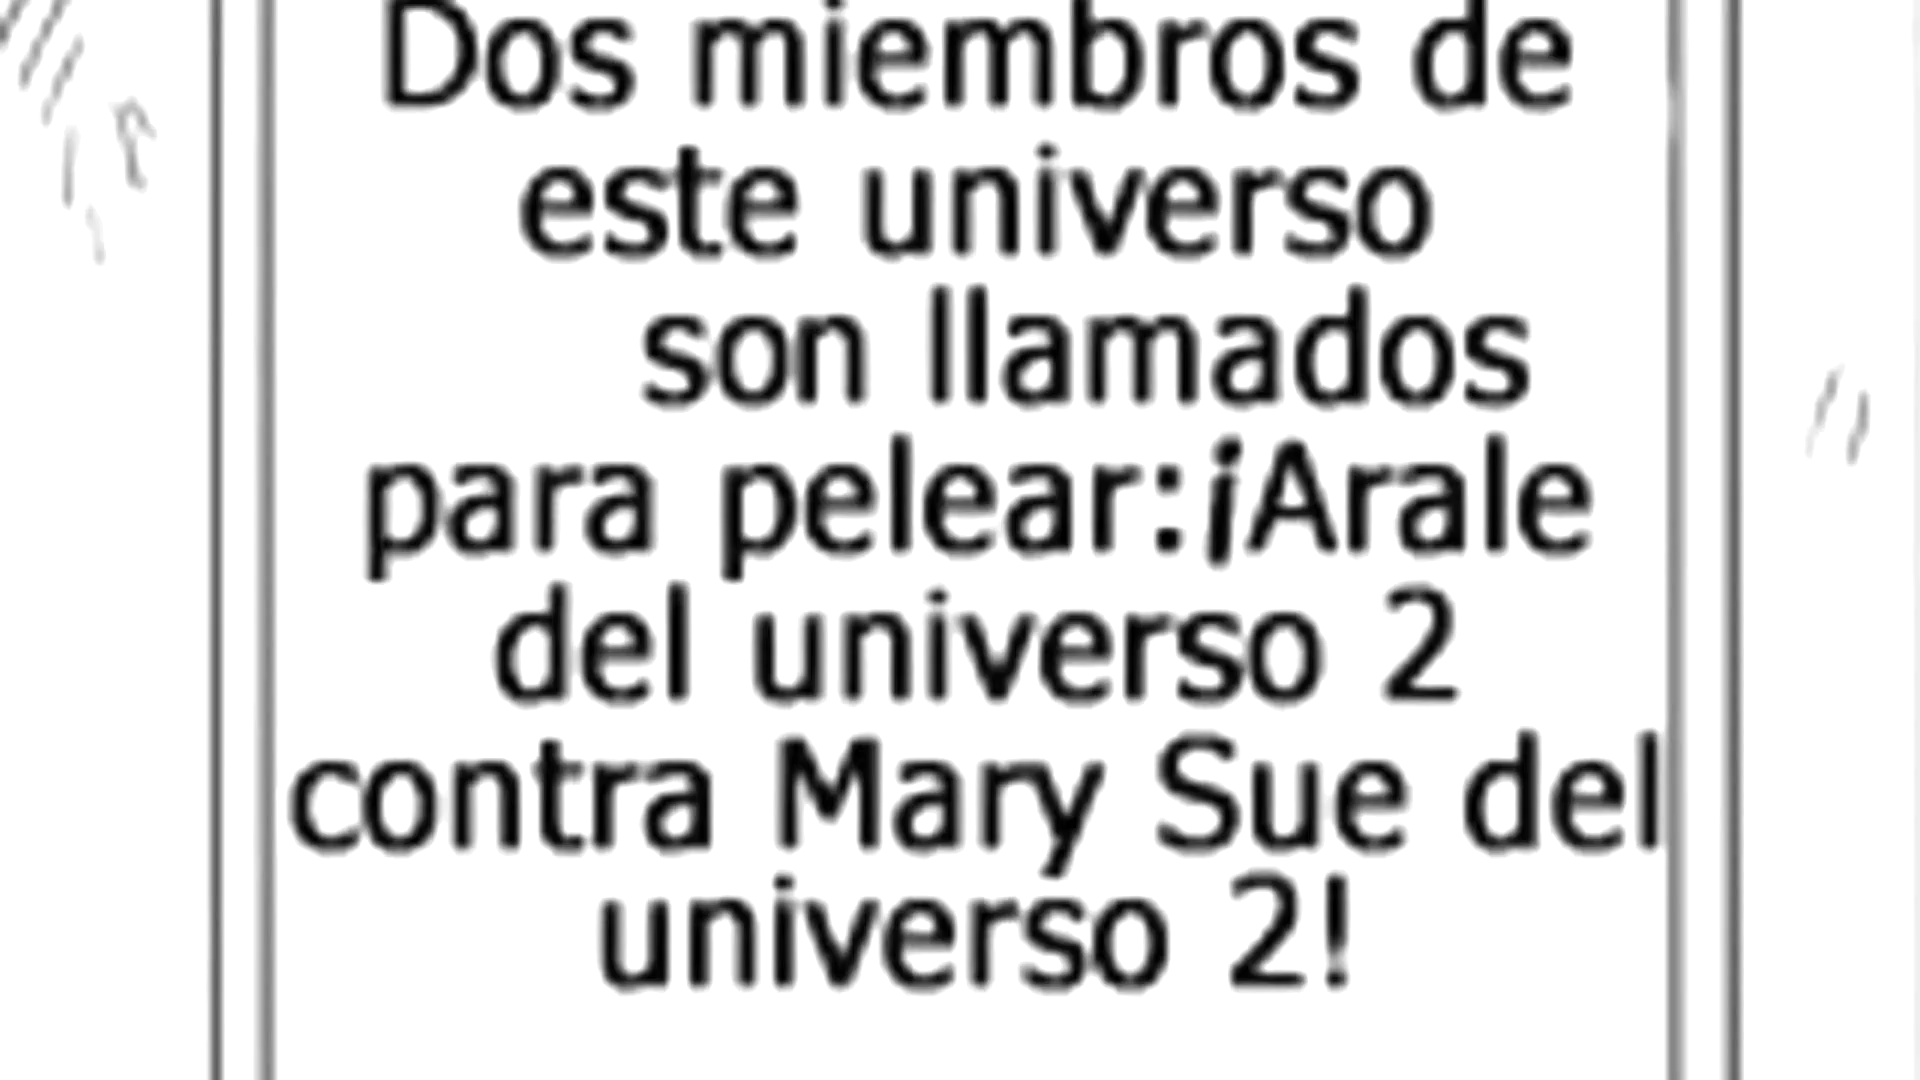 Dos miembros de
este universo
son llamados
para pelear:¡Arale
del universo 2
contra Mary Sue del
universo 2!